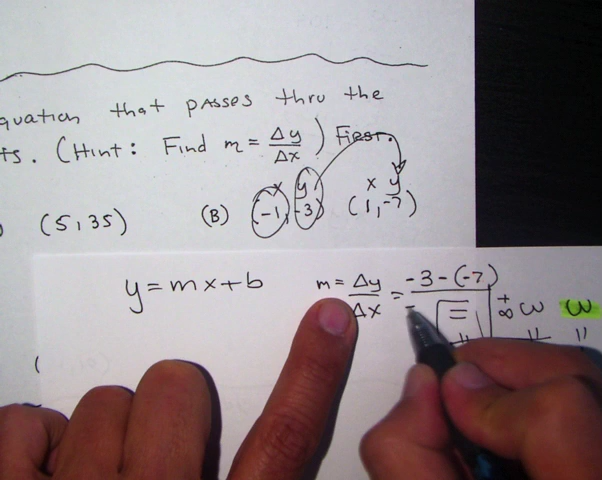 quation that passes thru the
ts. (Hint: Find m = Δy/Δx) First.
x y x y
(5,35) (B) (-1,-3) (1,-7)
y = mx + b m = Δy/Δx = -3-(-7)/-